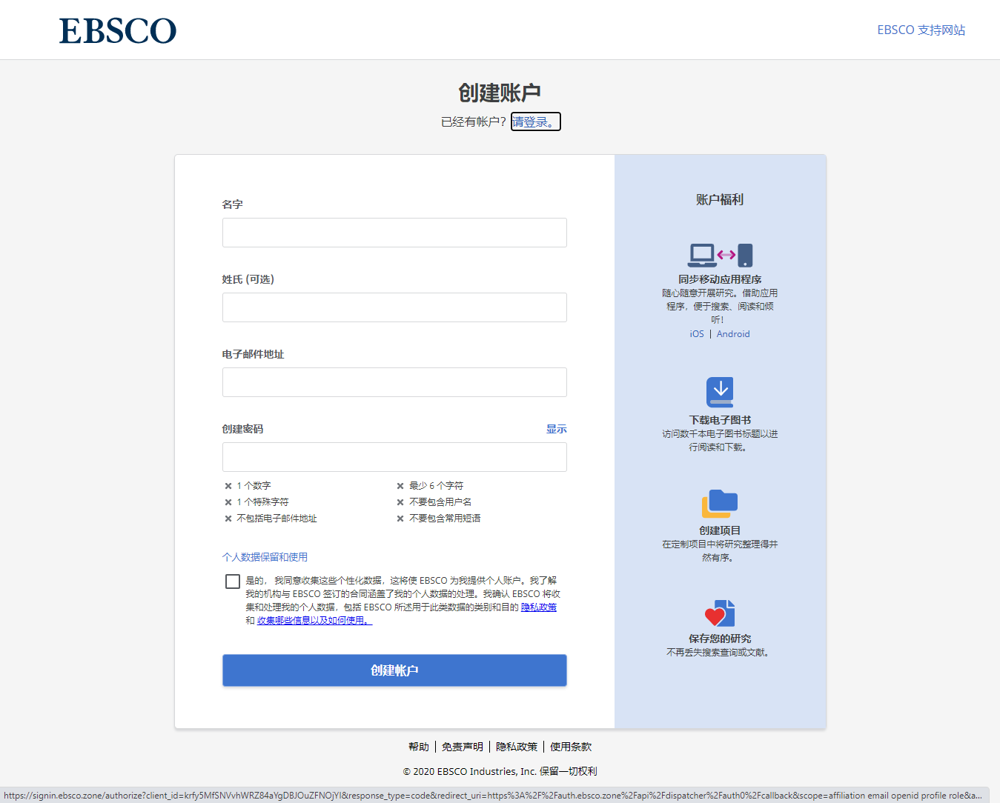 EBSCO
EBSCO 支持网站
创建账户
已经有帐户? 请登录。
名字
姓氏 (可选)
电子邮件地址
创建密码
显示
1 个数字
最少 6 个字符
1 个特殊字符
不要包含用户名
不包括电子邮件地址
不要包含常用短语
个人数据保留和使用
是的， 我同意收集这些个性化数据，这将使 EBSCO 为我提供个人账户。我了解
我的机构与 EBSCO 签订的合同涵盖了我的个人数据的处理。我确认 EBSCO 将收
集和处理我的个人数据，包括 EBSCO 所述用于此类数据的类别和目的 隐私政策
和 收集哪些信息以及如何使用。
创建帐户
账户福利
同步移动应用程序
随心随意开展研究。借助应用
程序，便于搜索、阅读和倾
听！
iOS | Android
下载电子图书
访问数千本电子图书标题以进
行阅读和下载。
创建项目
在定制项目中将研究整理得井
然有序。
保存您的研究
不再丢失搜索查询或文献。
帮助 | 免责声明 | 隐私政策 | 使用条款
© 2020 EBSCO Industries, Inc. 保留一切权利
https://signin.ebsco.zone/authorize?client_id=krfy5MfSNVvhWRZ84aYgDBJOuZFNOjYI&response_type=code&redirect_uri=https%3A%2F%2Fauth.ebsco.zone%2Fapi%2Fdispatcher%2Fauth0%2Fcallback&scope=affiliation email openid profile role&a...